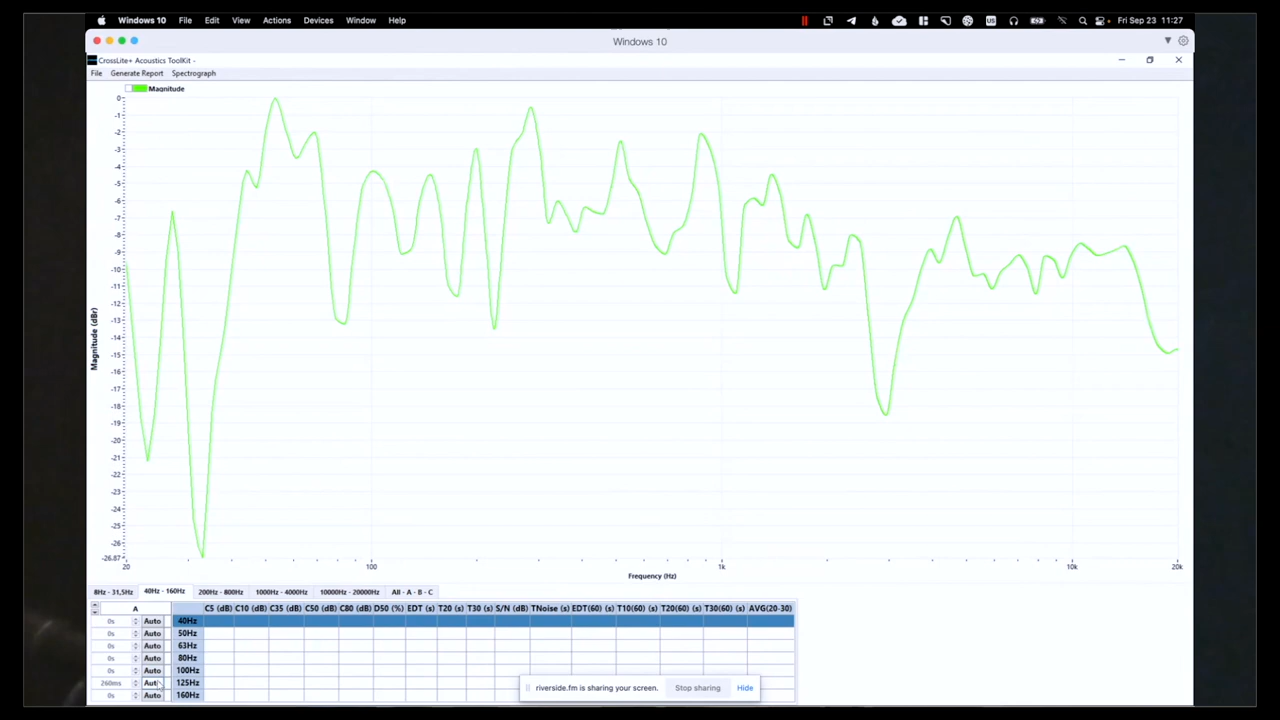 Windows 10 File Edit View Actions Devices Window Help US Fri Sep 23 11:27
Windows 10
CrossLite+ Acoustics ToolKit -
File Generate Report Spectrograph
Magnitude
0
-1
-2
-3
-4
-5
-6
-7
-8
-9
-10
-11
-12
-13
-14
-15
-16
-17
-18
-19
-20
-21
-22
-23
-24
-25
-26
-26.87
Magnitude (dBr)
20 100 1k 10k 20k
Frequency (Hz)
8Hz - 31,5Hz 40Hz - 160Hz 200Hz - 800Hz 1000Hz - 4000Hz 10000Hz - 20000Hz All - A - B - C
A C5 (dB) C10 (dB) C35 (dB) C50 (dB) C80 (dB) D50 (%) EDT (s) T20 (s) T30 (s) S/N (dB) TNoise (s) EDT(60) (s) T10(60) (s) T20(60) (s) T30(60) (s) AVG(20-30)
0s Auto 40Hz
0s Auto 50Hz
0s Auto 63Hz
0s Auto 80Hz
0s Auto 100Hz
260ms Auto 125Hz
0s Auto 160Hz
riverside.fm is sharing your screen. Stop sharing Hide